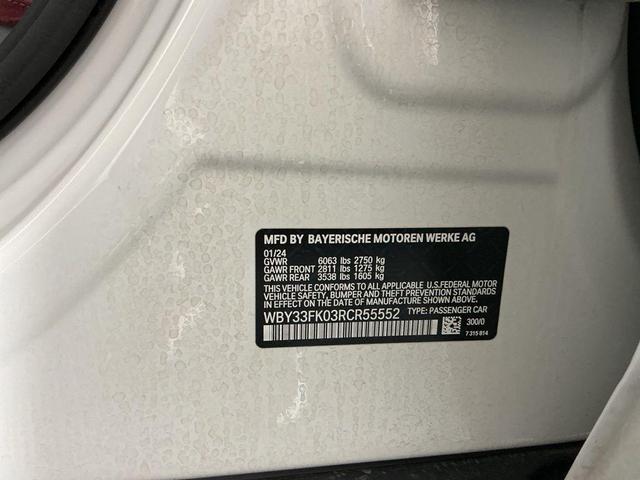 MFD BY BAYERISCHE MOTOREN WERKE AG
01/24
GVWR 6063 lbs 2750 kg
GAWR FRONT 2811 lbs 1275 kg
GAWR REAR 3538 lbs 1605 kg
THIS VEHICLE CONFORMS TO ALL APPLICABLE U.S.FEDERAL MOTOR
VEHICLE SAFETY, BUMPER, AND THEFT PREVENTION STANDARDS
IN EFFECT ON THE DATE OF MANUFACTURE SHOWN ABOVE.
WBY33FK03RCR55552 TYPE: PASSENGER CAR
300/0
7 315 814